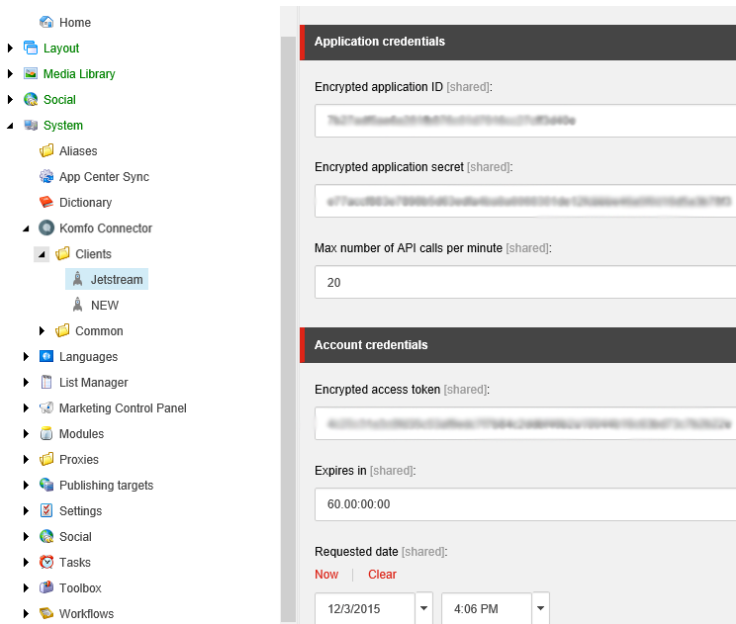 Home
Layout
Media Library
Social
System
Aliases
App Center Sync
Dictionary
Komfo Connector
Clients
Jetstream
NEW
Common
Languages
List Manager
Marketing Control Panel
Modules
Proxies
Publishing targets
Settings
Social
Tasks
Toolbox
Workflows
Application credentials
Encrypted application ID [shared]:
Encrypted application secret [shared]:
Max number of API calls per minute [shared]:
20
Account credentials
Encrypted access token [shared]:
Expires in [shared]:
60.00:00:00
Requested date [shared]:
Now | Clear
12/3/2015 4:06 PM